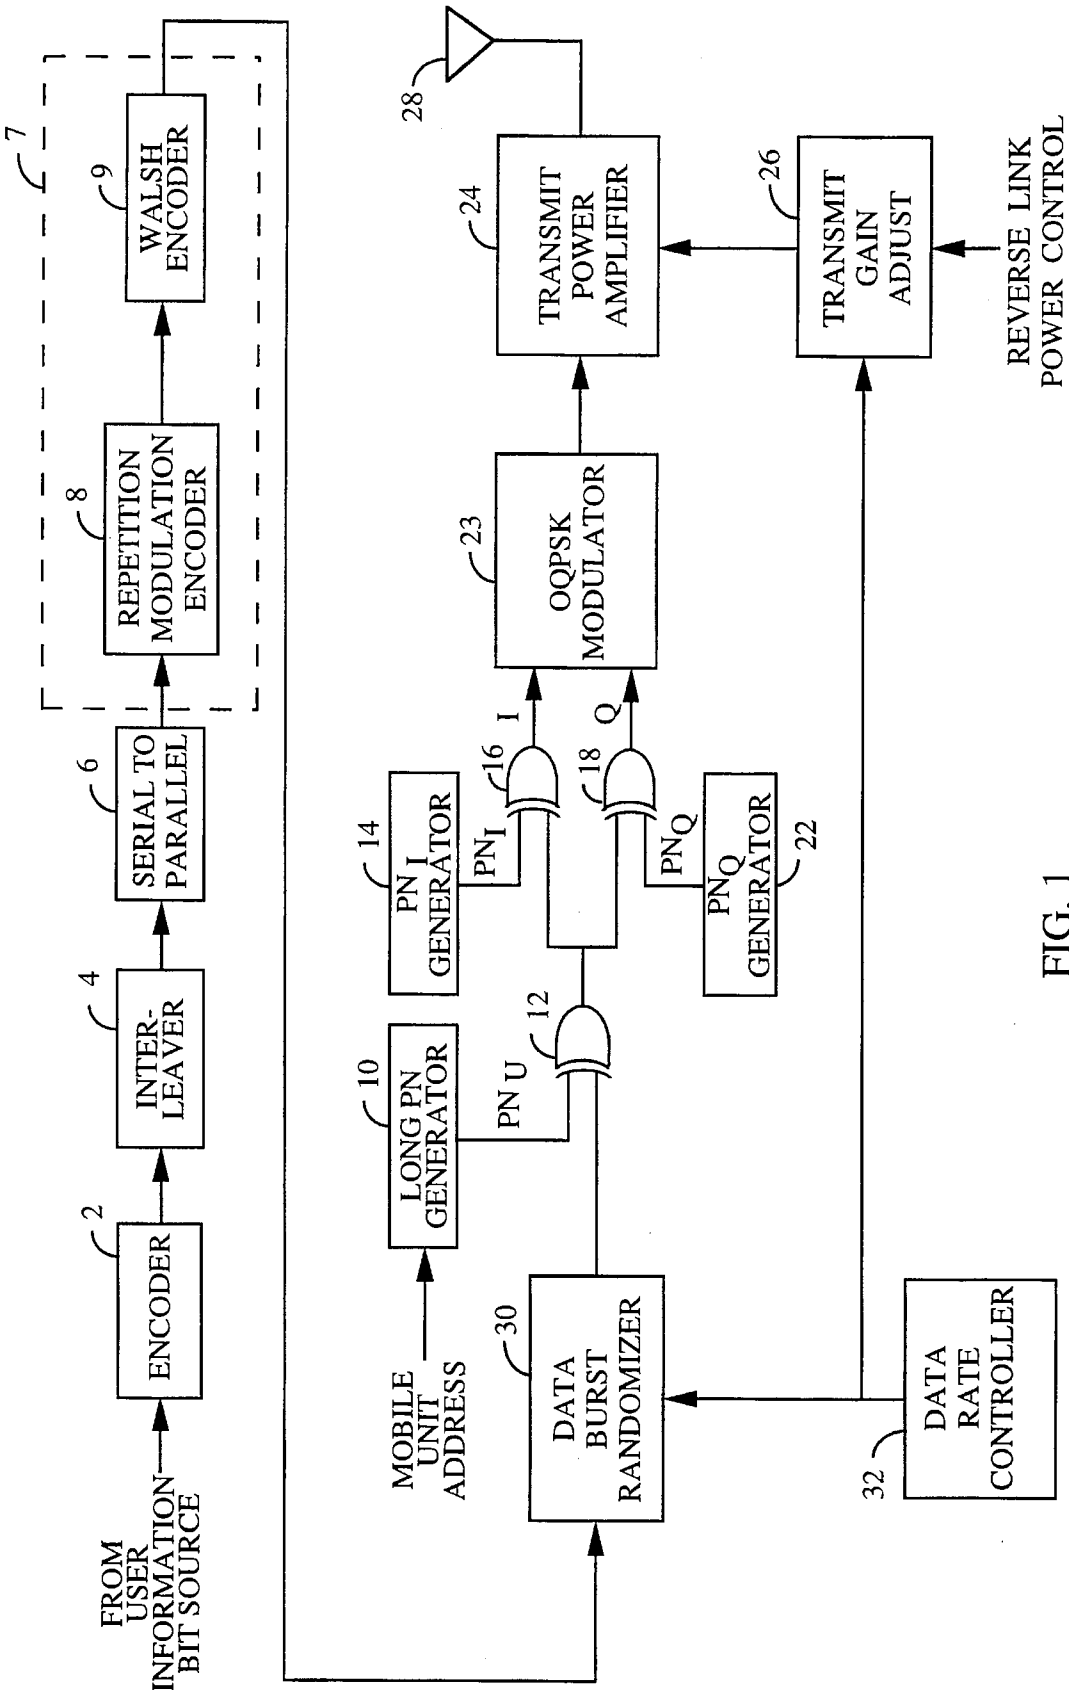 7
FROM
USER
INFORMATION
BIT SOURCE
2
ENCODER
4
INTER-
LEAVER
6
SERIAL TO
PARALLEL
8
REPETITION
MODULATION
ENCODER
9
WALSH
ENCODER
MOBILE
UNIT
ADDRESS
10
LONG PN
GENERATOR
PN U
12
14
PN I
GENERATOR
PN I
16
I
18
Q
PN Q
PN Q
GENERATOR
22
23
OQPSK
MODULATOR
24
TRANSMIT
POWER
AMPLIFIER
28
30
DATA
BURST
RANDOMIZER
26
TRANSMIT
GAIN
ADJUST
32
DATA
RATE
CONTROLLER
REVERSE LINK
POWER CONTROL
FIG. 1